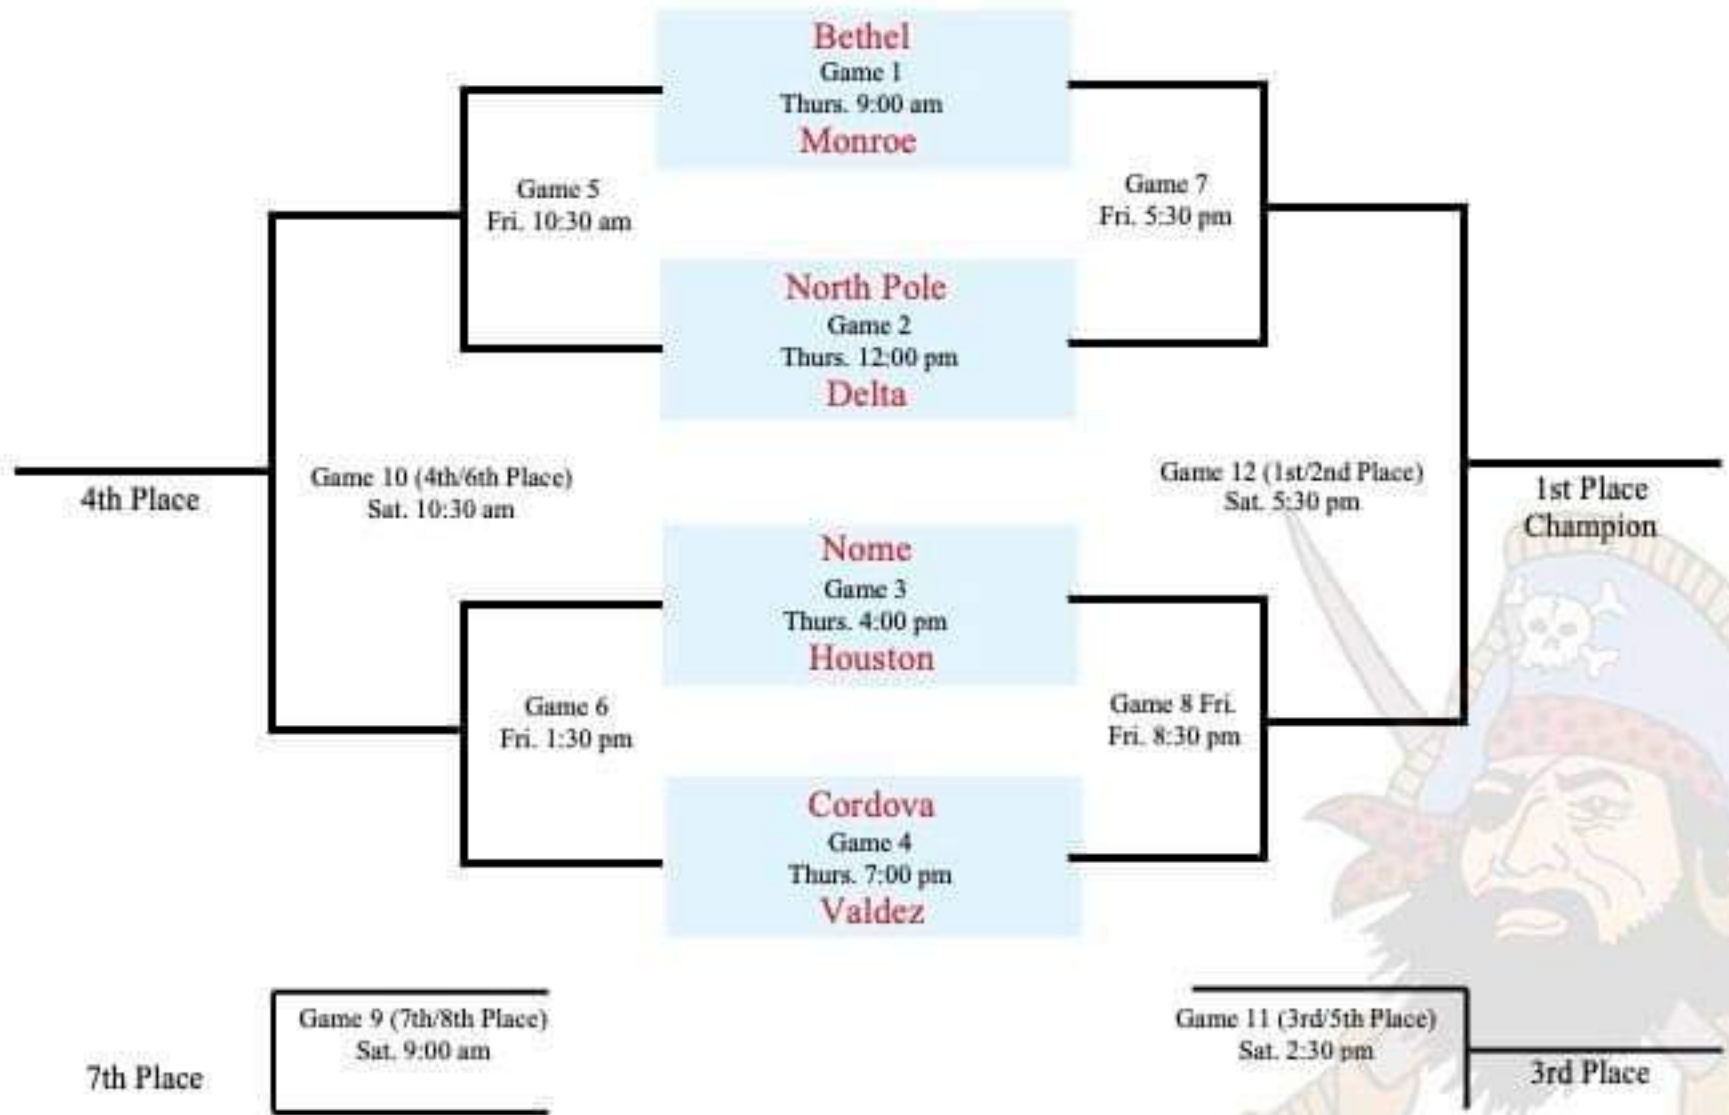 Bethel
Game 1
Thurs. 9:00 am
Monroe
Game 5
Fri. 10:30 am
Game 7
Fri. 5:30 pm
North Pole
Game 2
Thurs. 12:00 pm
Delta
4th Place
Game 10 (4th/6th Place)
Sat. 10:30 am
Game 12 (1st/2nd Place)
Sat. 5:30 pm
1st Place
Champion
Nome
Game 3
Thurs. 4:00 pm
Houston
Game 6
Fri. 1:30 pm
Game 8 Fri.
Fri. 8:30 pm
Cordova
Game 4
Thurs. 7:00 pm
Valdez
Game 9 (7th/8th Place)
Sat. 9:00 am
7th Place
Game 11 (3rd/5th Place)
Sat. 2:30 pm
3rd Place